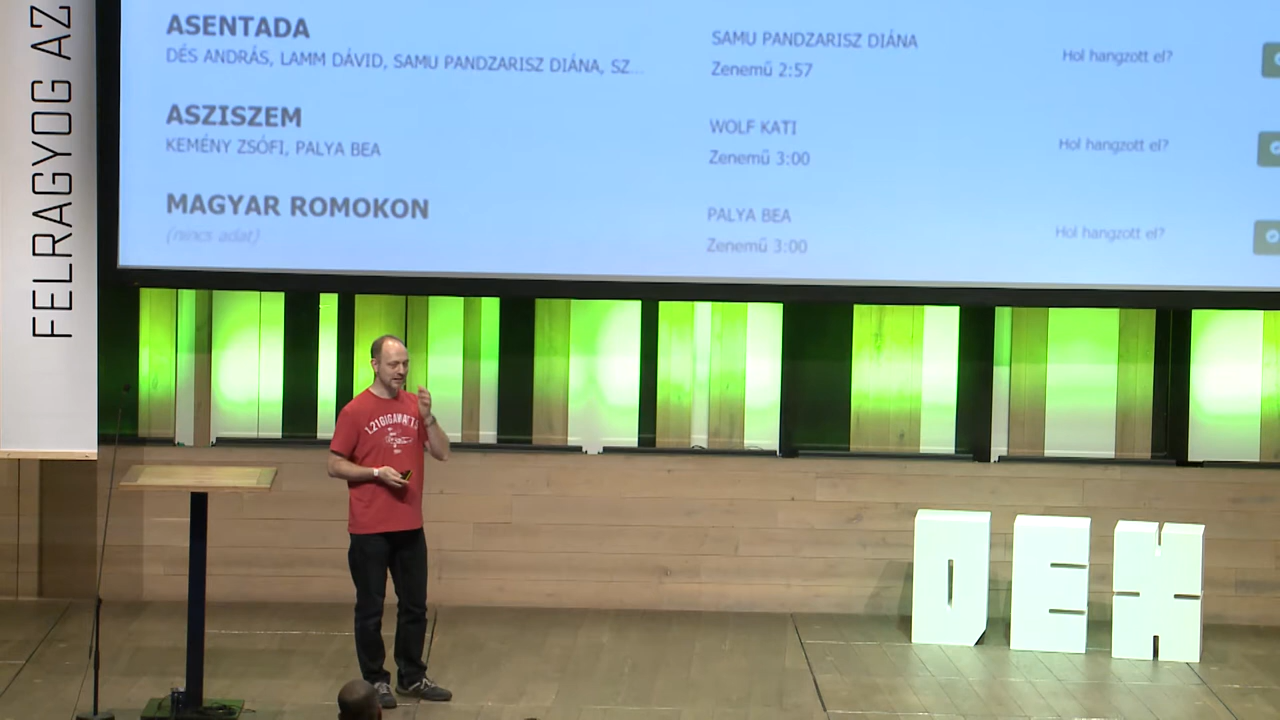 FELRAGYOG AZ
ASENTADA
DÉS ANDRÁS, LAMM DÁVID, SAMU PANDZARISZ DIÁNA, SZ...
SAMU PANDZARISZ DIÁNA
Zenemű 2:57
Hol hangzott el?
ASZISZEM
KEMÉNY ZSÓFI, PALYA BEA
WOLF KATI
Zenemű 3:00
Hol hangzott el?
MAGYAR ROMOKON
(nincs adat)
PALYA BEA
Zenemű 3:00
Hol hangzott el?
1.21GIGAWATTS
DEX